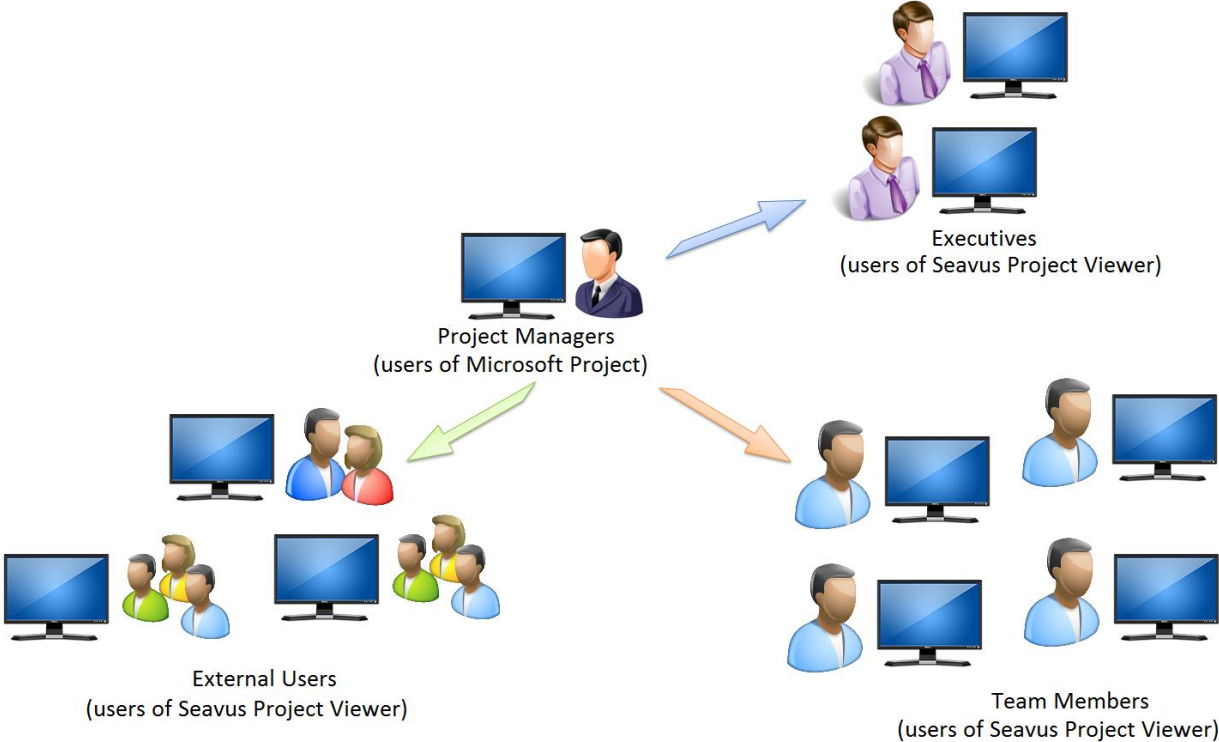 Executives
(users of Seavus Project Viewer)
Project Managers
(users of Microsoft Project)
External Users
(users of Seavus Project Viewer)
Team Members
(users of Seavus Project Viewer)